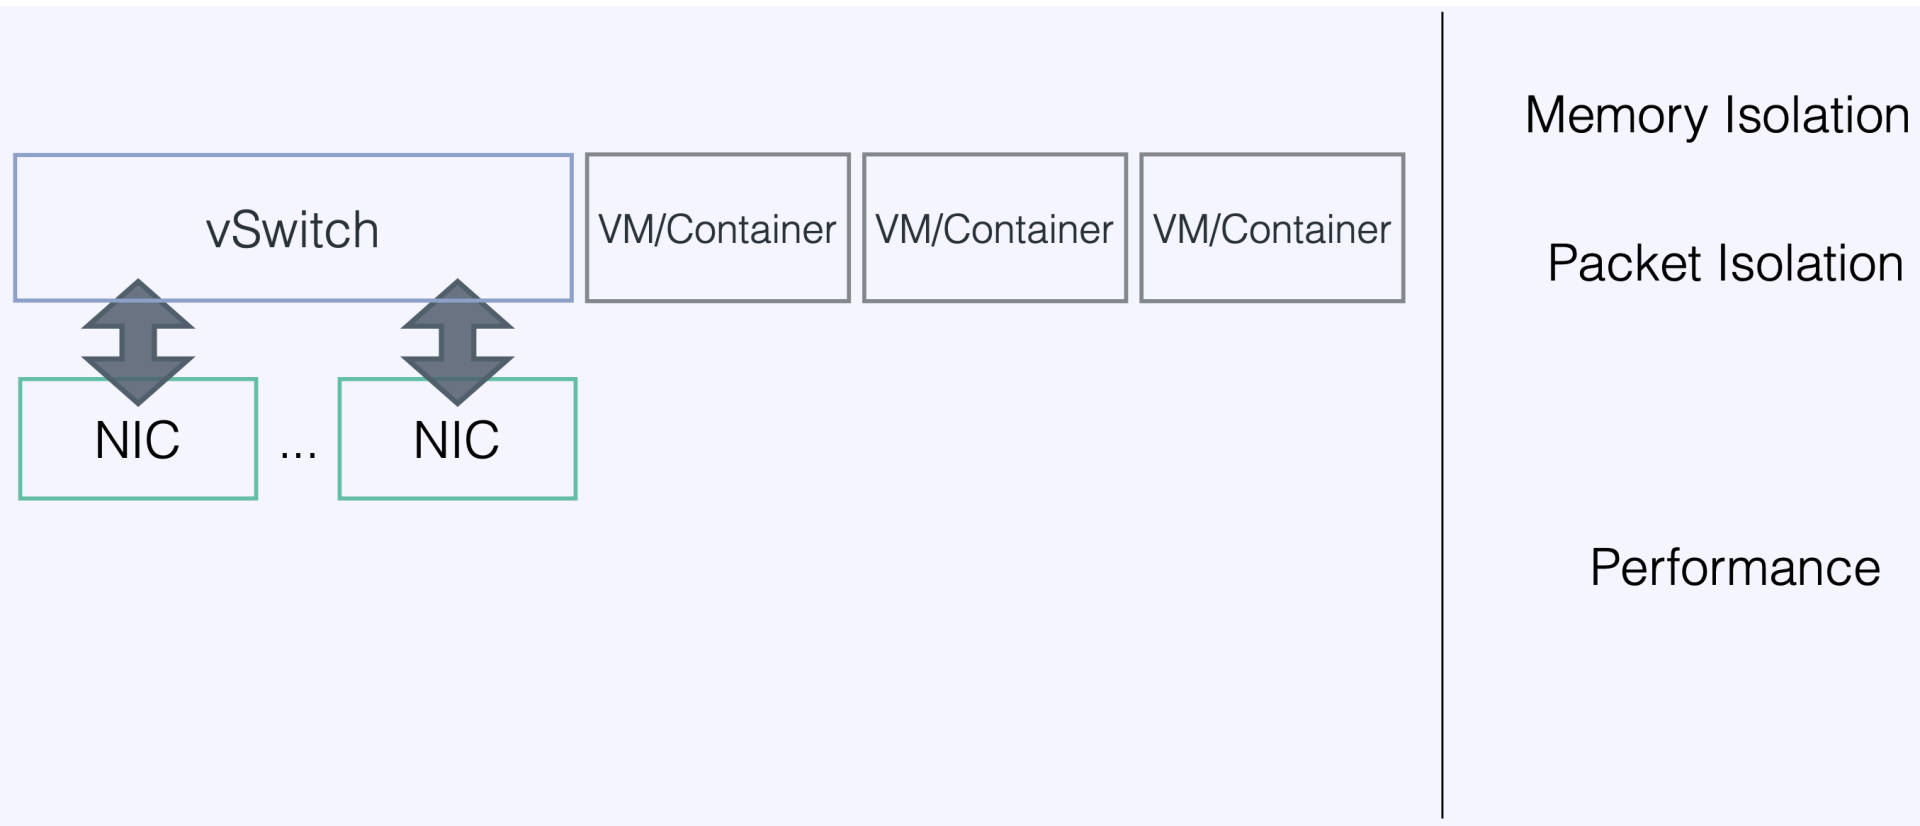 vSwitch
VM/Container
VM/Container
VM/Container
NIC
...
NIC
Memory Isolation
Packet Isolation
Performance